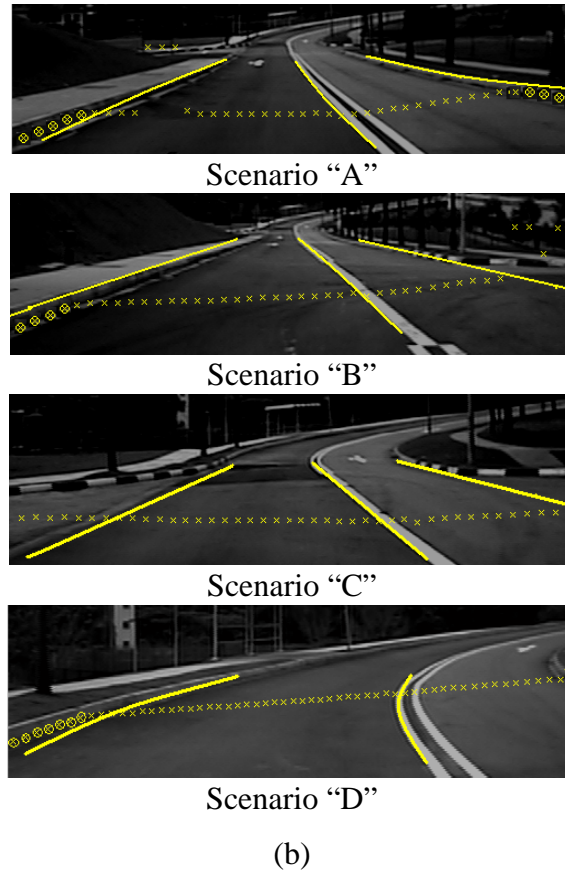 Scenario “A”
Scenario “B”
Scenario “C”
Scenario “D”
(b)